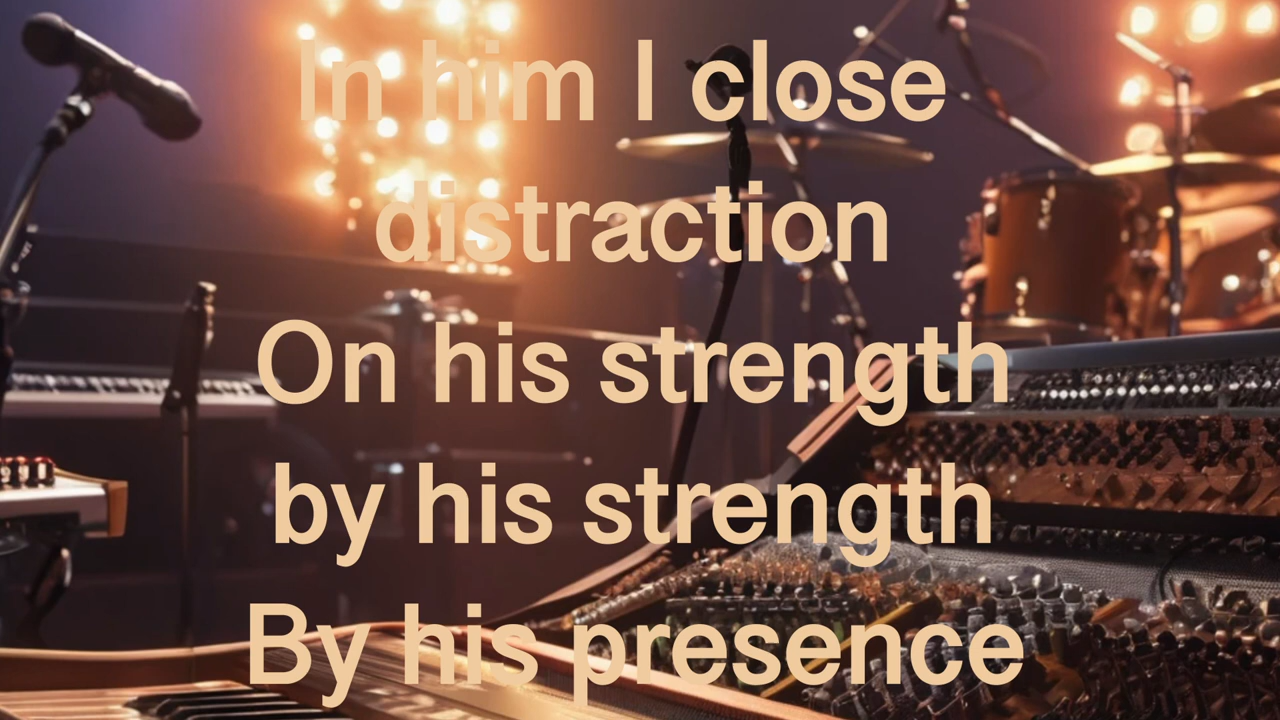 In him I close
distraction
On his strength
by his strength
By his presence